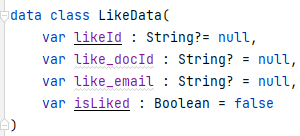 data class LikeData(
    var likeId : String?= null,
    var like_docId : String? = null,
    var like_email : String? = null,
    var isLiked : Boolean = false
)